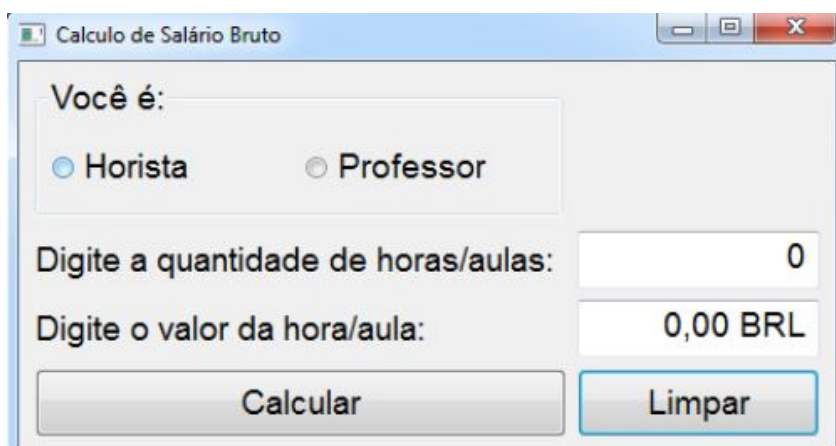 Calculo de Salário Bruto
Você é:
Horista Professor
Digite a quantidade de horas/aulas: 0
Digite o valor da hora/aula: 0,00 BRL
Calcular Limpar